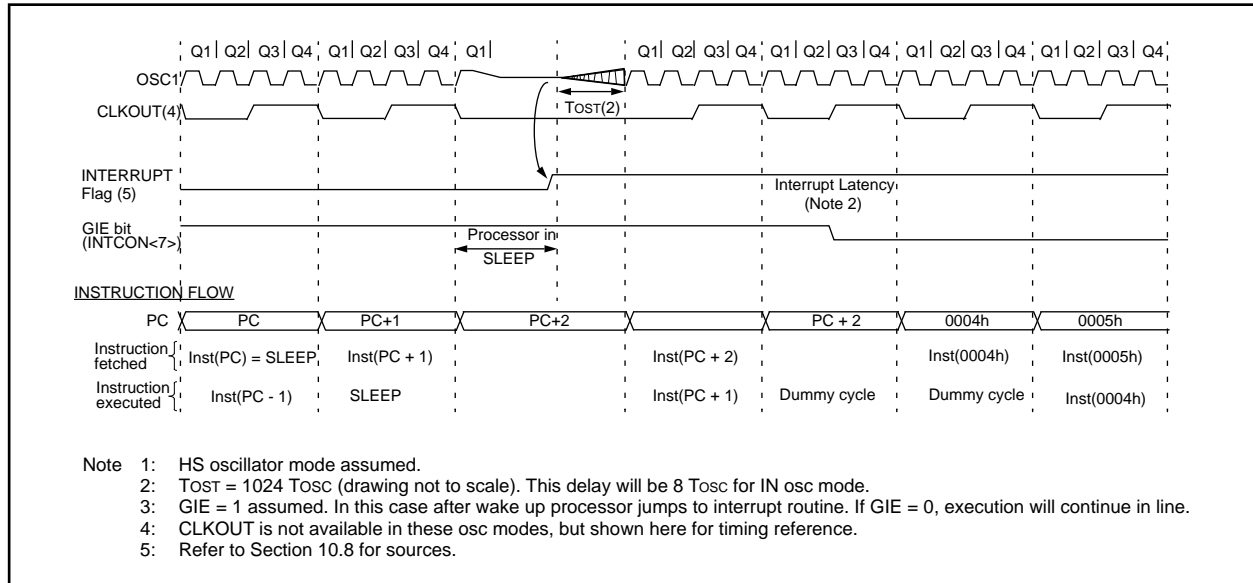 Q1| Q2| Q3| Q4 Q1| Q2| Q3| Q4 Q1| Q1| Q2| Q3| Q4 Q1| Q2| Q3| Q4 Q1| Q2| Q3| Q4 Q1| Q2| Q3| Q4
OSC1
TOST(2)
CLKOUT(4)
INTERRUPT
Flag (5)
Interrupt Latency
(Note 2)
GIE bit
(INTCON<7>)
Processor in
SLEEP
INSTRUCTION FLOW
PC PC PC+1 PC+2 PC + 2 0004h 0005h
Instruction
fetched
Inst(PC) = SLEEP Inst(PC + 1) Inst(PC + 2) Inst(0004h) Inst(0005h)
Instruction
executed
Inst(PC - 1) SLEEP Inst(PC + 1) Dummy cycle Dummy cycle Inst(0004h)
Note 1: HS oscillator mode assumed.
2: TOST = 1024 TOSC (drawing not to scale). This delay will be 8 TOSC for IN osc mode.
3: GIE = 1 assumed. In this case after wake up processor jumps to interrupt routine. If GIE = 0, execution will continue in line.
4: CLKOUT is not available in these osc modes, but shown here for timing reference.
5: Refer to Section 10.8 for sources.